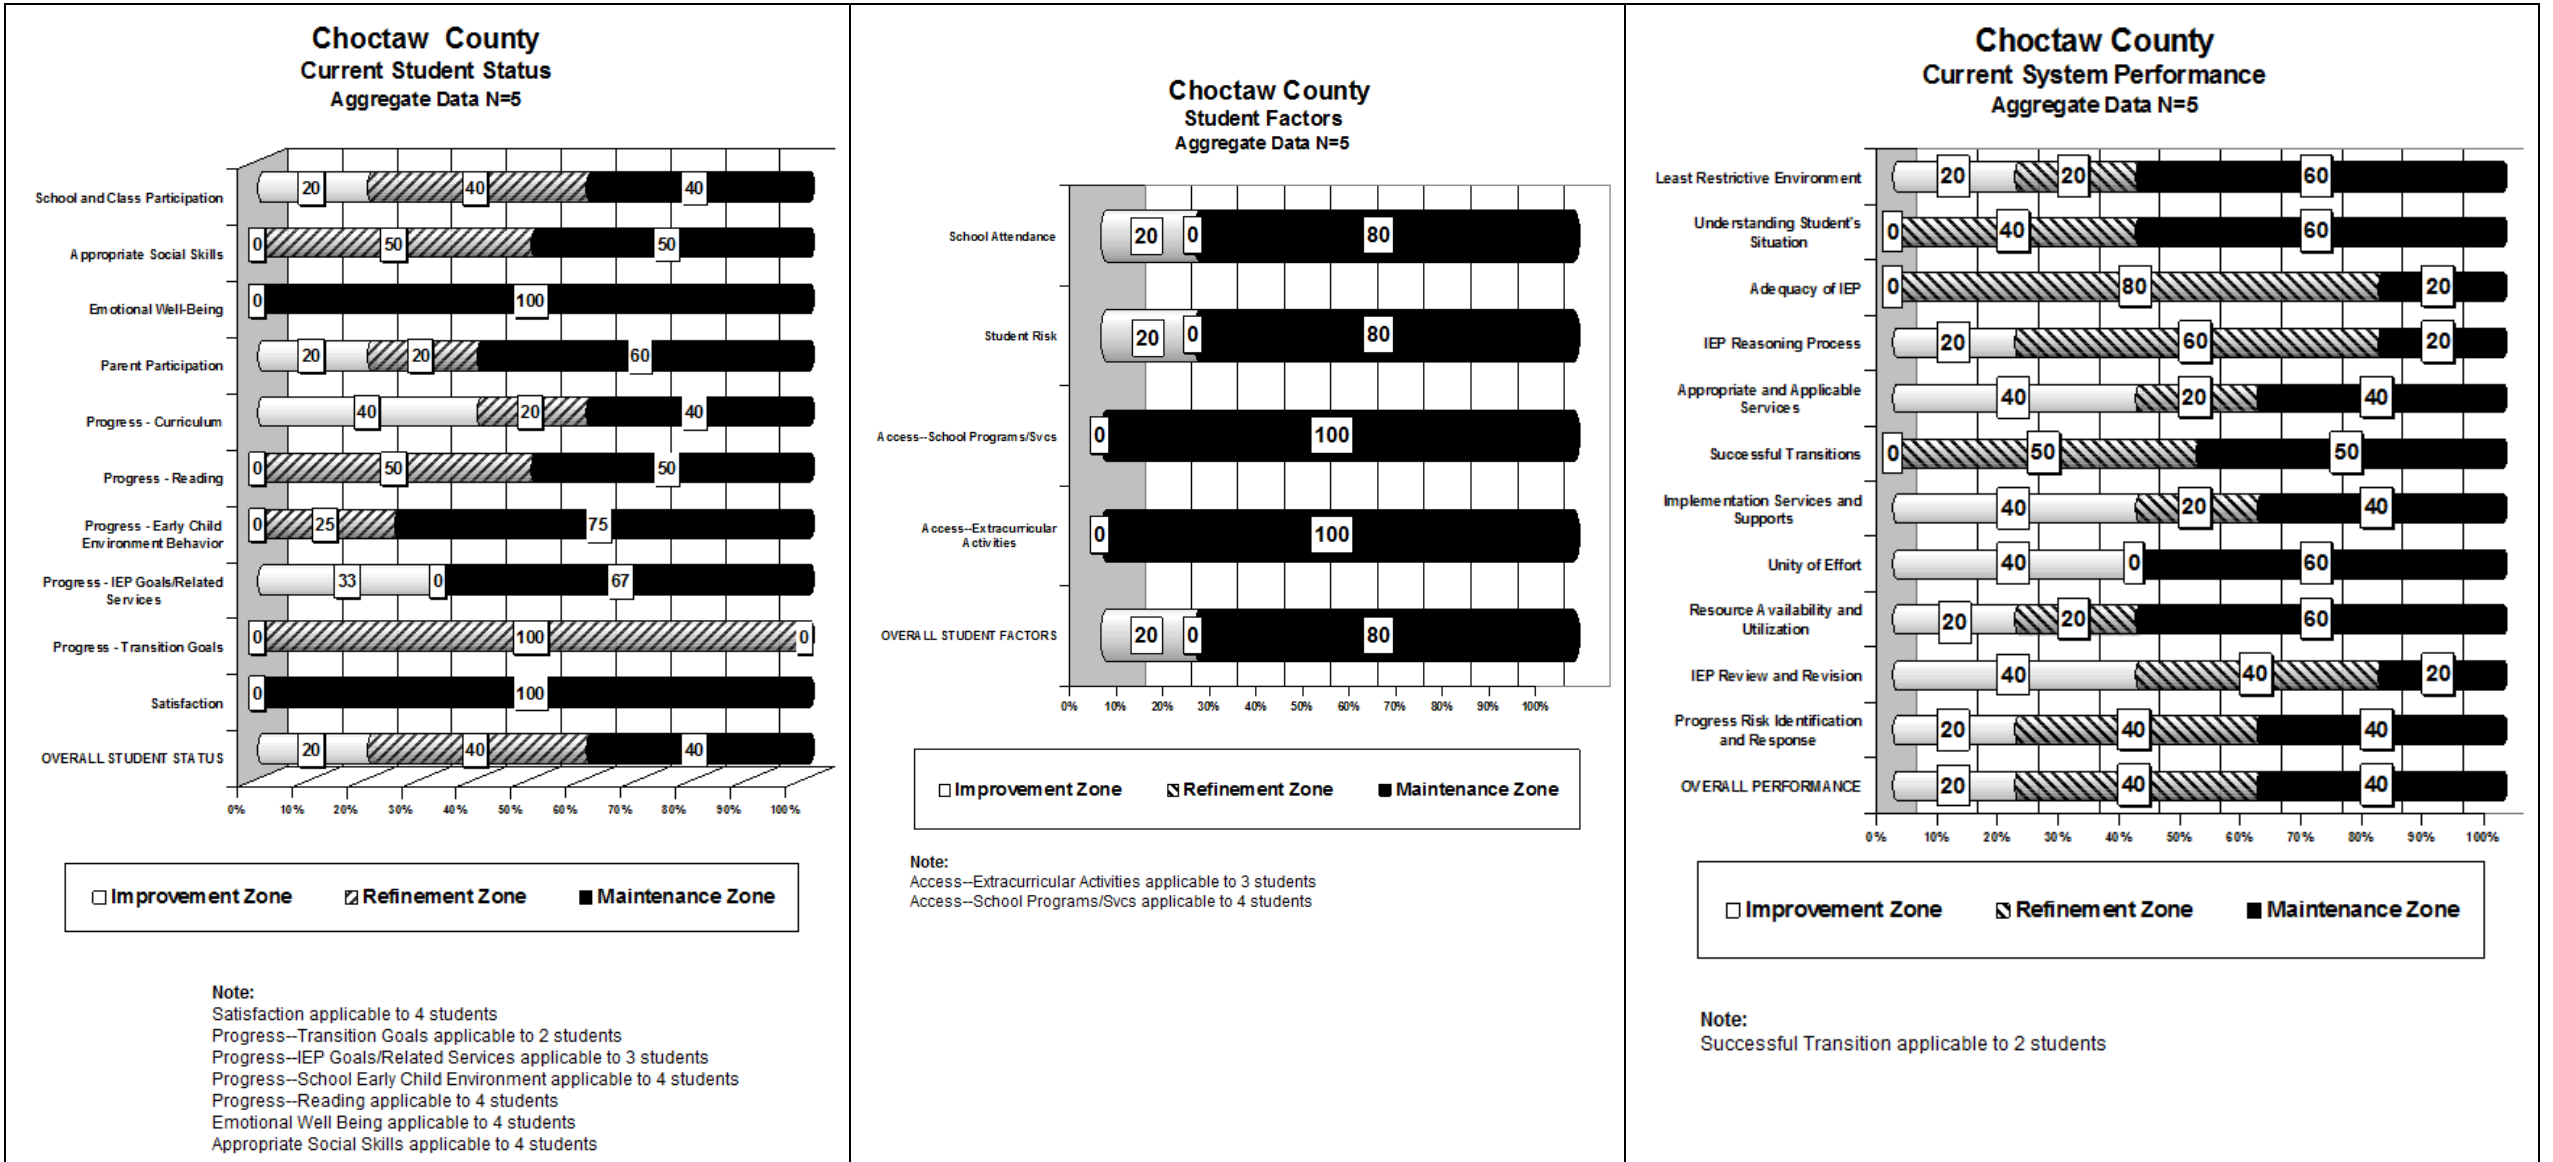 Choctaw County
Current Student Status
Aggregate Data N=5
School and Class Participation
20
40
40
Appropriate Social Skills
0
50
50
Emotional Well-Being
0
100
Parent Participation
20
20
60
Progress - Curriculum
40
20
40
Progress - Reading
0
50
50
Progress - Early Child
Environment Behavior
0
25
75
Progress - IEP Goals/Related
Services
33
0
67
Progress - Transition Goals
0
100
0
Satisfaction
0
100
OVERALL STUDENT STATUS
20
40
40
0% 10% 20% 30% 40% 50% 60% 70% 80% 90% 100%
Improvement Zone Refinement Zone Maintenance Zone
Note:
Satisfaction applicable to 4 students
Progress--Transition Goals applicable to 2 students
Progress--IEP Goals/Related Services applicable to 3 students
Progress--School Early Child Environment applicable to 4 students
Progress--Reading applicable to 4 students
Emotional Well Being applicable to 4 students
Appropriate Social Skills applicable to 4 students
Choctaw County
Student Factors
Aggregate Data N=5
School Attendance
20
0
80
Student Risk
20
0
80
Access--School Programs/Svcs
0
100
Access--Extracurricular
Activities
0
100
OVERALL STUDENT FACTORS
20
0
80
0% 10% 20% 30% 40% 50% 60% 70% 80% 90% 100%
Improvement Zone Refinement Zone Maintenance Zone
Note:
Access--Extracurricular Activities applicable to 3 students
Access--School Programs/Svcs applicable to 4 students
Choctaw County
Current System Performance
Aggregate Data N=5
Least Restrictive Environment
20
20
60
Understanding Student's
Situation
0
40
60
Adequacy of IEP
0
80
20
IEP Reasoning Process
20
60
20
Appropriate and Applicable
Services
40
20
40
Successful Transitions
0
50
50
Implementation Services and
Supports
40
20
40
Unity of Effort
40
0
60
Resource Availability and
Utilization
20
20
60
IEP Review and Revision
40
40
20
Progress Risk Identification
and Response
20
40
40
OVERALL PERFORMANCE
20
40
40
0% 10% 20% 30% 40% 50% 60% 70% 80% 90% 100%
Improvement Zone Refinement Zone Maintenance Zone
Note:
Successful Transition applicable to 2 students